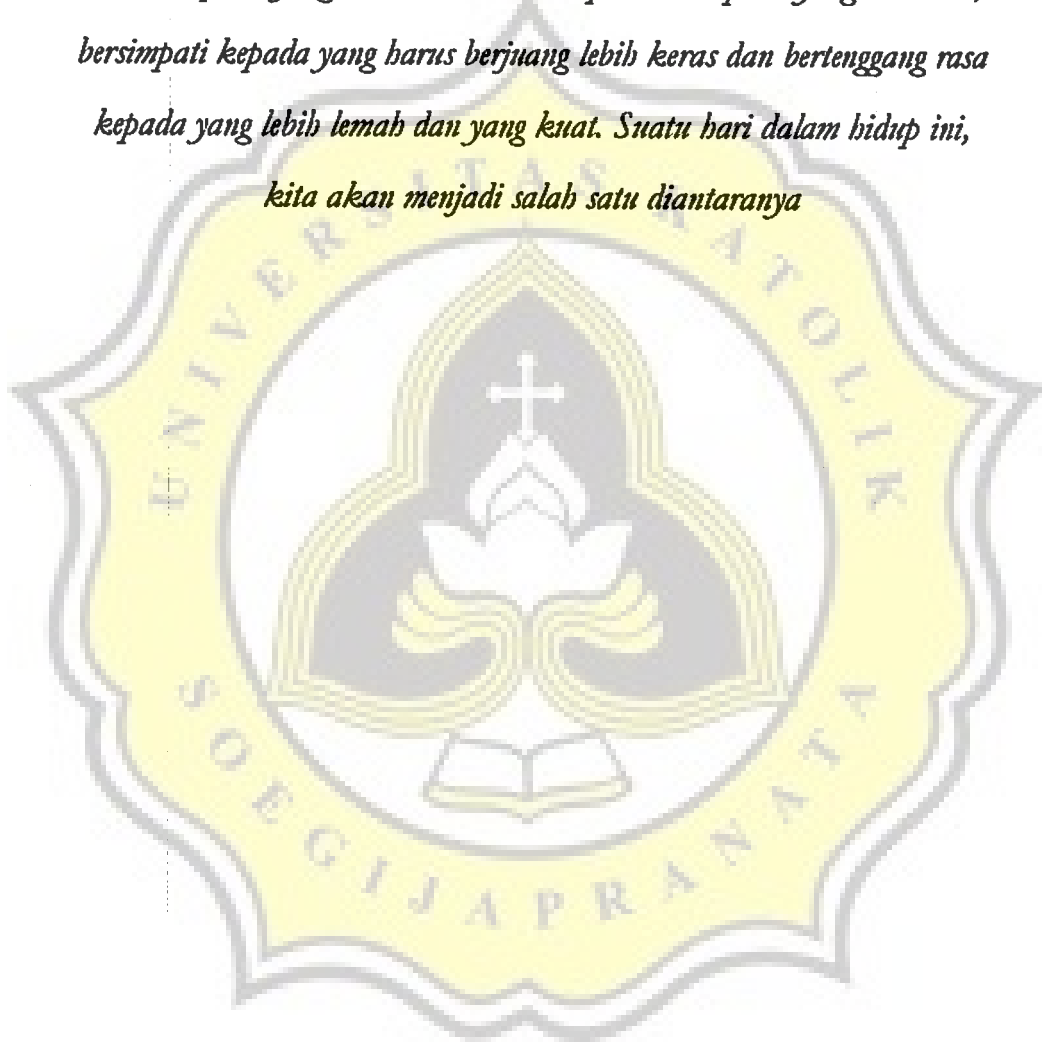 bersimpati kepada yang harus berjuang lebih keras dan bertenggang rasa
kepada yang lebih lemah dan yang kuat. Suatu hari dalam hidup ini,
kita akan menjadi salah satu diantaranya
UNIVERSITAS KATOLIK
SOEGIJAPRANATA